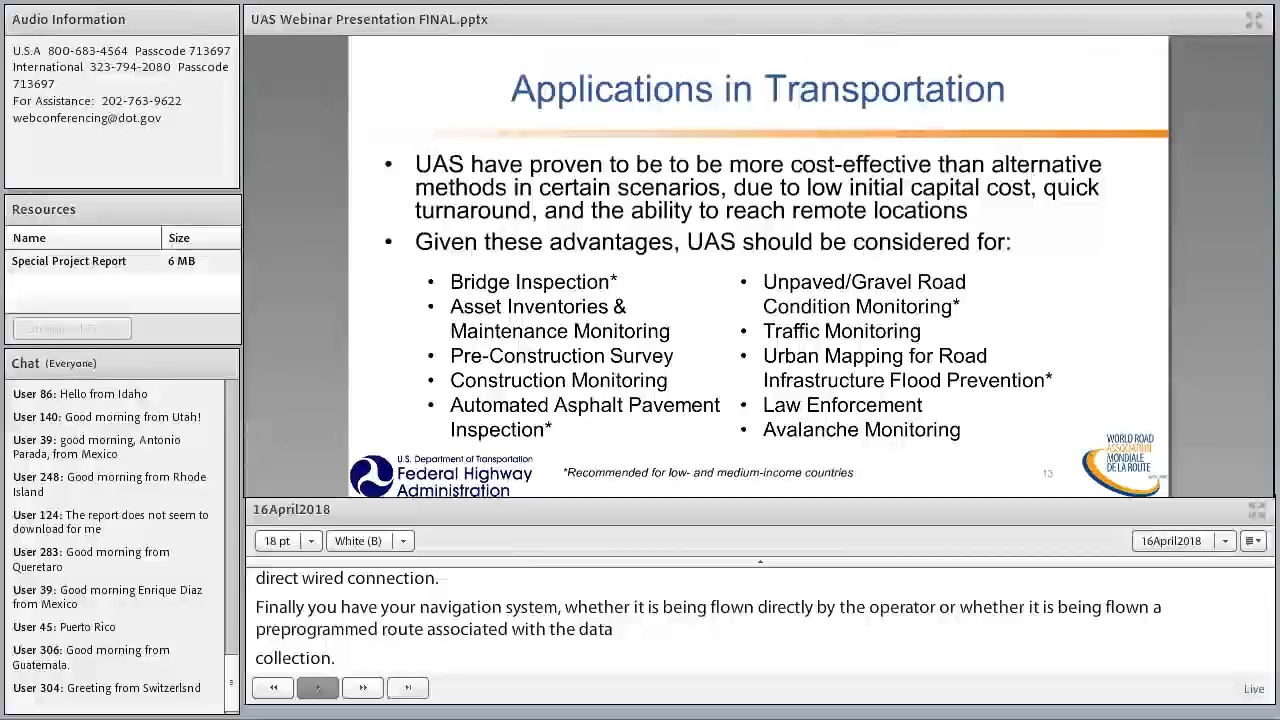 Audio Information
U.S.A 800-683-4564 Passcode 713697
International 323-794-2080 Passcode
713697
For Assistance: 202-763-9622
webconferencing@dot.gov
Resources
Name Size
Special Project Report 6 MB
Chat (Everyone)
User 86: Hello from Idaho
User 140: Good morning from Utah!
User 39: good morning, Antonio
Parada, from Mexico
User 248: Good morning from Rhode
Island
User 124: The report does not seem to
download for me
User 283: Good morning from
Queretaro
User 39: Good morning Enrique Diaz
from Mexico
User 45: Puerto Rico
User 306: Good morning from
Guatemala.
User 304: Greeting from Switzerlsnd
UAS Webinar Presentation FINAL.pptx
Applications in Transportation
• UAS have proven to be to be more cost-effective than alternative
methods in certain scenarios, due to low initial capital cost, quick
turnaround, and the ability to reach remote locations
• Given these advantages, UAS should be considered for:
• Bridge Inspection*
• Asset Inventories &
Maintenance Monitoring
• Pre-Construction Survey
• Construction Monitoring
• Automated Asphalt Pavement
Inspection*
• Unpaved/Gravel Road
Condition Monitoring*
• Traffic Monitoring
• Urban Mapping for Road
Infrastructure Flood Prevention*
• Law Enforcement
• Avalanche Monitoring
U.S. Department of Transportation
Federal Highway
Administration
*Recommended for low- and medium-income countries
13
WORLD ROAD
ASSOCIATION
MONDIALE
DE LA ROUTE
16April2018
18 pt White (B) 16April2018
direct wired connection.
Finally you have your navigation system, whether it is being flown directly by the operator or whether it is being flown a
preprogrammed route associated with the data
collection.
Live